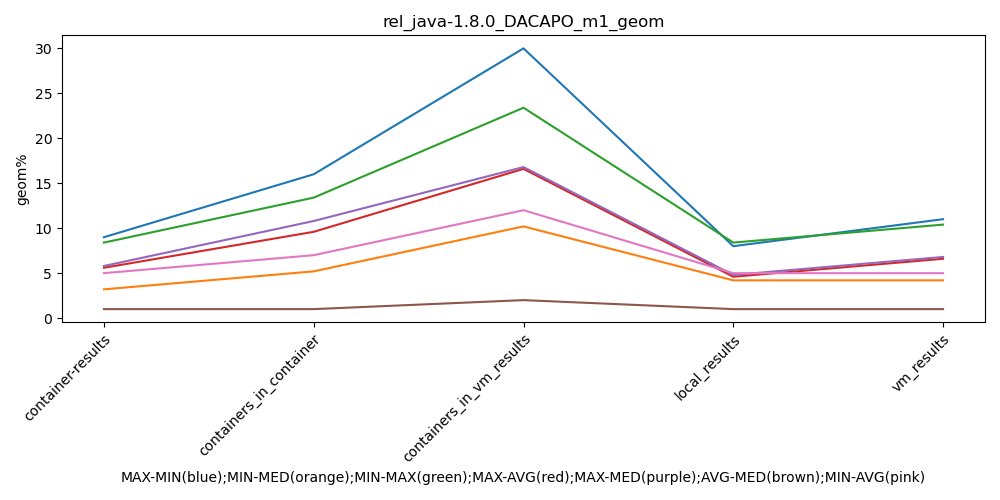 rel_java-1.8.0_DACAPO_m1_geom
geom%
30
25
20
15
10
5
0
container-results
containers_in_container
containers_in_vm_results
local_results
vm_results
MAX-MIN(blue);MIN-MED(orange);MIN-MAX(green);MAX-AVG(red);MAX-MED(purple);AVG-MED(brown);MIN-AVG(pink)